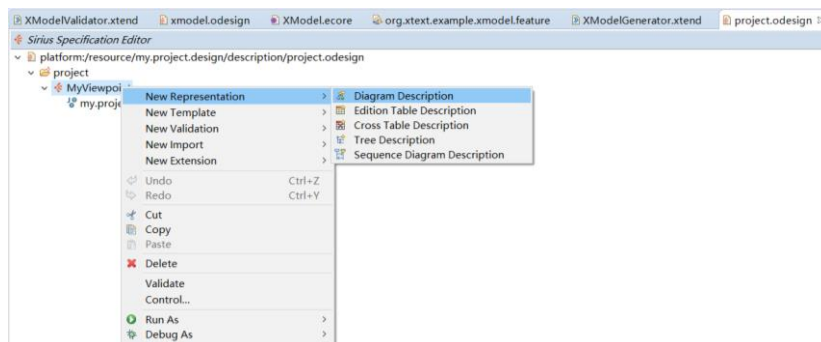 XModelValidator.xtend xmodel.odesign XModel.ecore org.xtext.example.xmodel.feature XModelGenerator.xtend project.odesign
Sirius Specification Editor
platform:/resource/my.project.design/description/project.odesign
project
MyViewpoi
my.proje
New Representation
New Template
New Validation
New Import
New Extension
Undo Ctrl+Z
Redo Ctrl+Y
Cut
Copy
Paste
Delete
Validate
Control...
Run As
Debug As
Diagram Description
Edition Table Description
Cross Table Description
Tree Description
Sequence Diagram Description